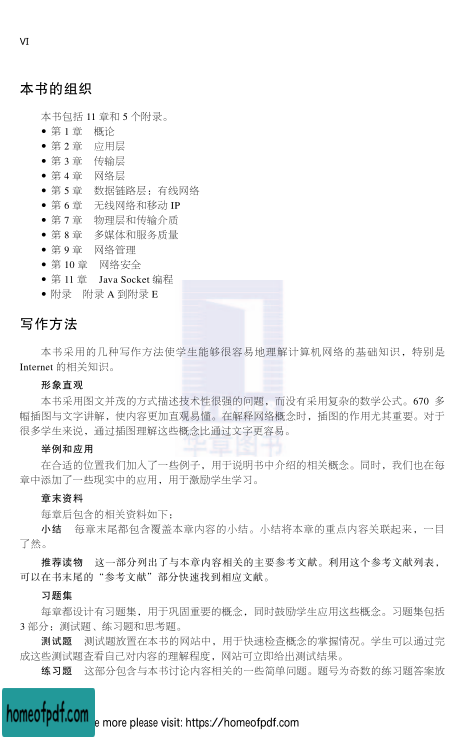 VI
本书的组织
本书包括 11 章和 5 个附录。
● 第 1 章 概论
● 第 2 章 应用层
● 第 3 章 传输层
● 第 4 章 网络层
● 第 5 章 数据链路层：有线网络
● 第 6 章 无线网络和移动 IP
● 第 7 章 物理层和传输介质
● 第 8 章 多媒体和服务质量
● 第 9 章 网络管理
● 第 10 章 网络安全
● 第 11 章 Java Socket 编程
● 附录 附录 A 到附录 E
写作方法
本书采用的几种写作方法使学生能够很容易地理解计算机网络的基础知识，特别是
Internet 的相关知识。
形象直观
本书采用图文并茂的方式描述技术性很强的问题，而没有采用复杂的数学公式。670 多
幅插图与文字讲解，使内容更加直观易懂。在解释网络概念时，插图的作用尤其重要。对于
很多学生来说，通过插图理解这些概念比通过文字更容易。
华章图书
举例和应用
在合适的位置我们加入了一些例子，用于说明书中介绍的相关概念。同时，我们也在每
章中添加了一些现实中的应用，用于激励学生学习。
章末资料
每章后包含的相关资料如下：
小结 每章末尾都包含覆盖本章内容的小结。小结将本章的重点内容关联起来，一目
了然。
推荐读物 这一部分列出了与本章内容相关的主要参考文献。利用这个参考文献列表，
可以在书末尾的“参考文献”部分快速找到相应文献。
习题集
每章都设计有习题集，用于巩固重要的概念，同时鼓励学生应用这些概念。习题集包括
3 部分：测试题、练习题和思考题。
测试题 测试题放置在本书的网站中，用于快速检查概念的掌握情况。学生可以通过完
成这些测试题查看自己对内容的理解程度，网站可立即给出测试结果。
练习题 这部分包含与本书讨论内容相关的一些简单问题。题号为奇数的练习题答案放
homeofpdf.com
e more please visit: https://homeofpdf.com